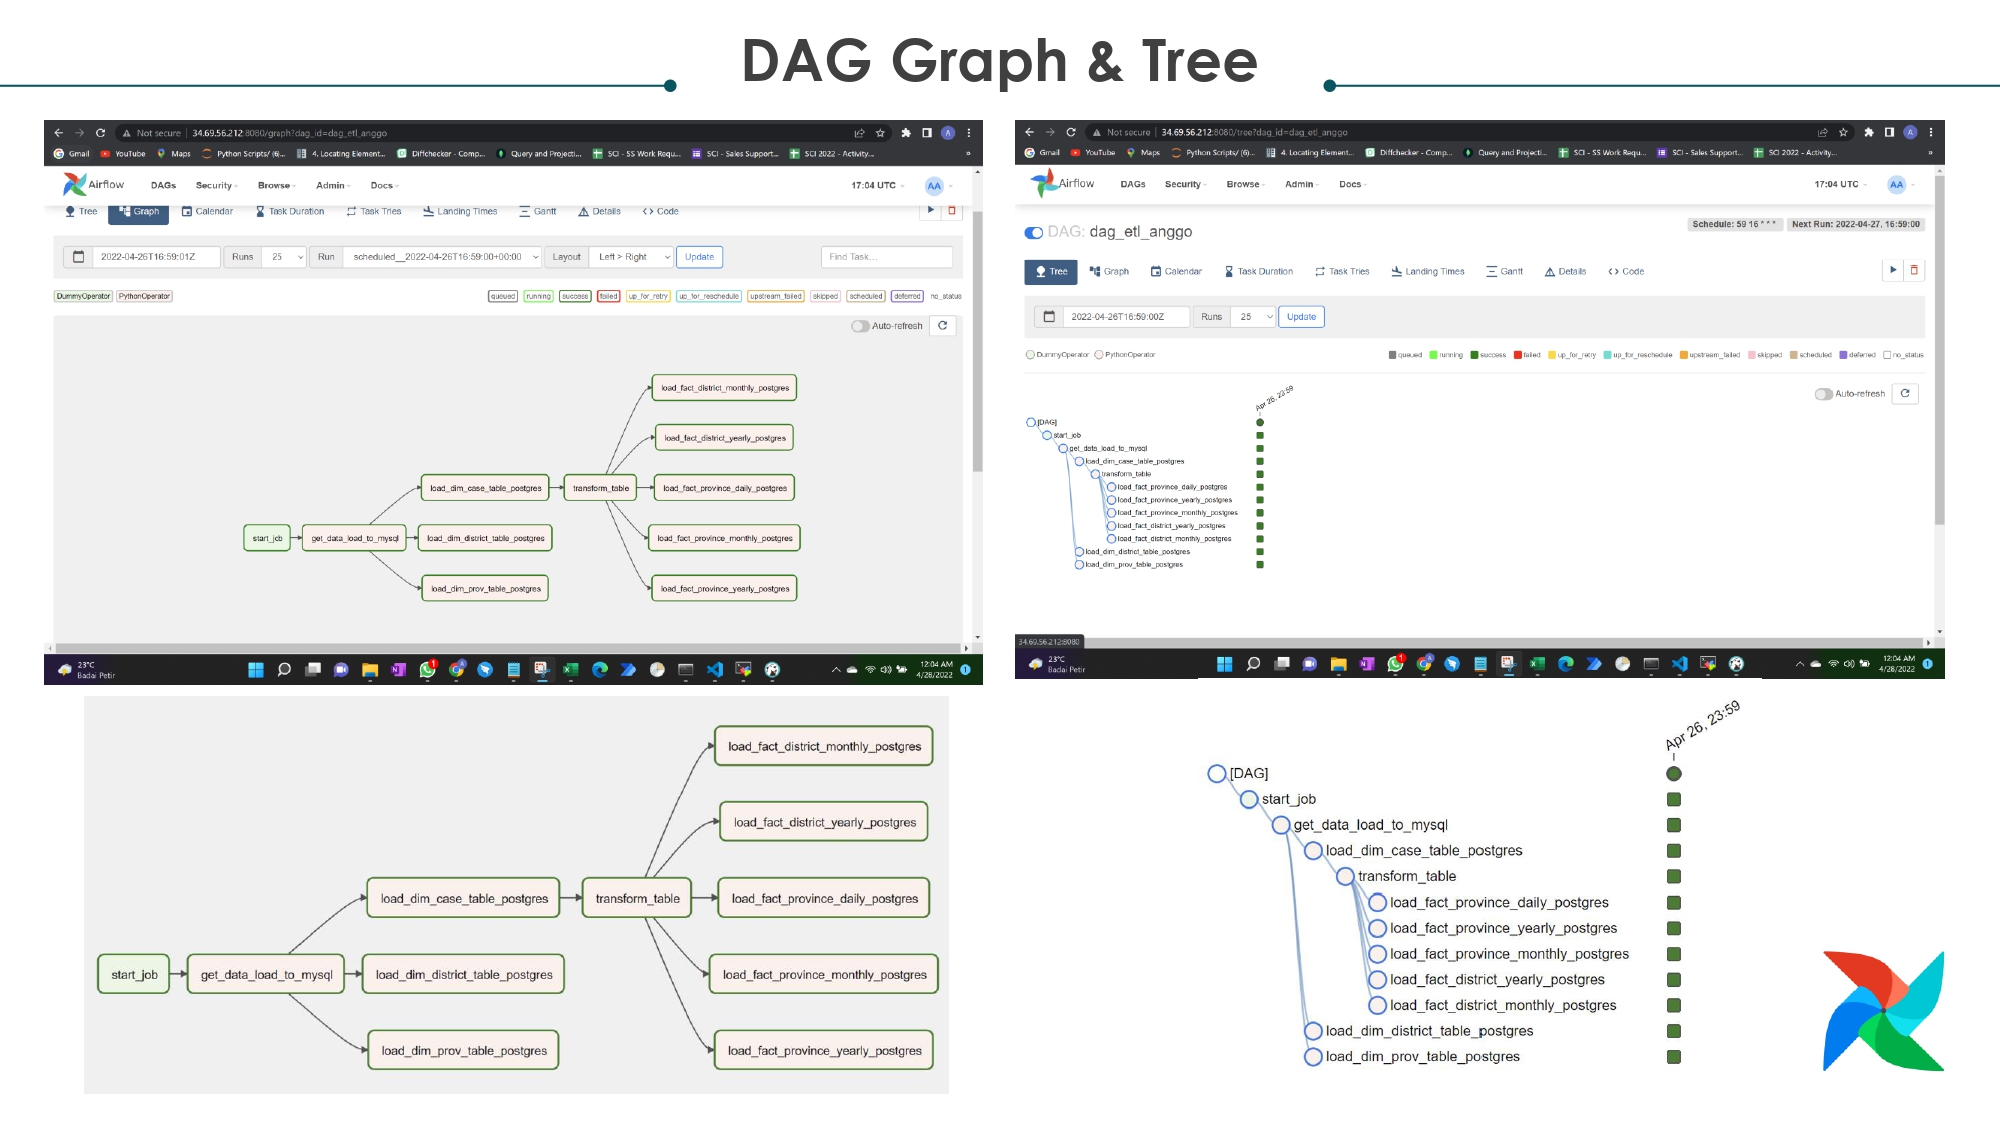 DAG Graph & Tree
Not secure | 34.69.56.212:8080/graph?dag_id=dag_etl_anggo
Gmail YouTube Maps Python Scripts/ (6)... 4. Locating Element... Diffchecker - Comp... Query and Projecti... SCI - SS Work Requ... SCI - Sales Support... SCI 2022 - Activity... »
Airflow DAGs Security Browse Admin Docs 17:04 UTC AA
Tree Graph Calendar Task Duration Task Tries Landing Times Gantt Details <> Code
2022-04-26T16:59:01Z Runs 25 Run scheduled__2022-04-26T16:59:00+00:00 Layout Left > Right Update Find Task...
DummyOperator PythonOperator queued running success failed up_for_retry up_for_reschedule upstream_failed skipped scheduled deferred no_status
Auto-refresh
load_fact_district_monthly_postgres
load_fact_district_yearly_postgres
load_dim_case_table_postgres transform_table load_fact_province_daily_postgres
start_job get_data_load_to_mysql load_dim_district_table_postgres load_fact_province_monthly_postgres
load_dim_prov_table_postgres load_fact_province_yearly_postgres
23°C
Badai Petir
12:04 AM
4/28/2022
Not secure | 34.69.56.212:8080/tree?dag_id=dag_etl_anggo
Gmail YouTube Maps Python Scripts/ (6)... 4. Locating Element... Diffchecker - Comp... Query and Projecti... SCI - SS Work Requ... SCI - Sales Support... SCI 2022 - Activity... »
Airflow DAGs Security Browse Admin Docs 17:04 UTC AA
DAG: dag_etl_anggo Schedule: 59 16 * * * Next Run: 2022-04-27, 16:59:00
Tree Graph Calendar Task Duration Task Tries Landing Times Gantt Details <> Code
2022-04-26T16:59:00Z Runs 25 Update
DummyOperator PythonOperator queued running success failed up_for_retry up_for_reschedule upstream_failed skipped scheduled deferred no_status
Auto-refresh
Apr 26, 23:59
[DAG]
start_job
get_data_load_to_mysql
load_dim_case_table_postgres
transform_table
load_fact_province_daily_postgres
load_fact_province_yearly_postgres
load_fact_province_monthly_postgres
load_fact_district_yearly_postgres
load_fact_district_monthly_postgres
load_dim_district_table_postgres
load_dim_prov_table_postgres
34.69.56.212:8080
23°C
Badai Petir
12:04 AM
4/28/2022
load_fact_district_monthly_postgres
load_fact_district_yearly_postgres
load_dim_case_table_postgres transform_table load_fact_province_daily_postgres
start_job get_data_load_to_mysql load_dim_district_table_postgres load_fact_province_monthly_postgres
load_dim_prov_table_postgres load_fact_province_yearly_postgres
Apr 26, 23:59
[DAG]
start_job
get_data_load_to_mysql
load_dim_case_table_postgres
transform_table
load_fact_province_daily_postgres
load_fact_province_yearly_postgres
load_fact_province_monthly_postgres
load_fact_district_yearly_postgres
load_fact_district_monthly_postgres
load_dim_district_table_postgres
load_dim_prov_table_postgres